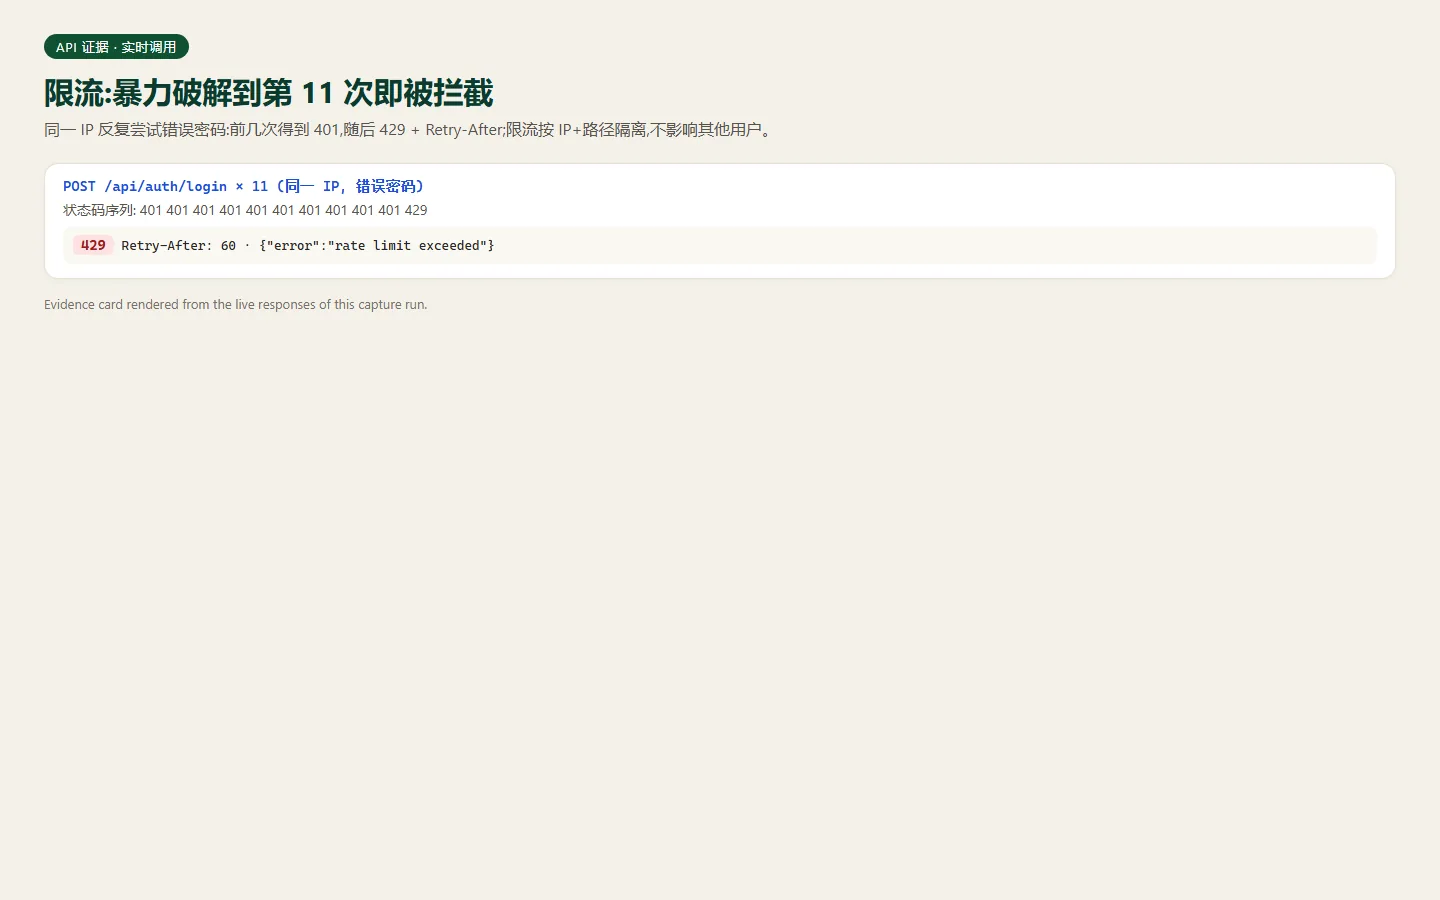 API 证据 · 实时调用
限流:暴力破解到第 11 次即被拦截
同一 IP 反复尝试错误密码:前几次得到 401,随后 429 + Retry-After;限流按 IP+路径隔离,不影响其他用户。
POST /api/auth/login × 11 (同一 IP, 错误密码)
状态码序列: 401 401 401 401 401 401 401 401 401 401 429
429 Retry-After: 60 · {"error":"rate limit exceeded"}
Evidence card rendered from the live responses of this capture run.